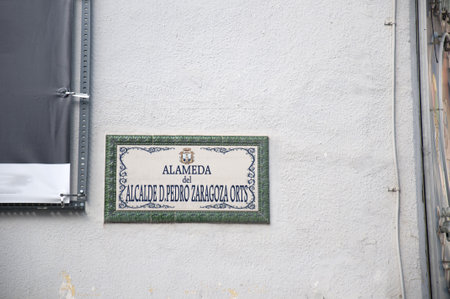 ALAMEDA
del
ALCALDE D.PEDRO ZARAGOZA ORTS